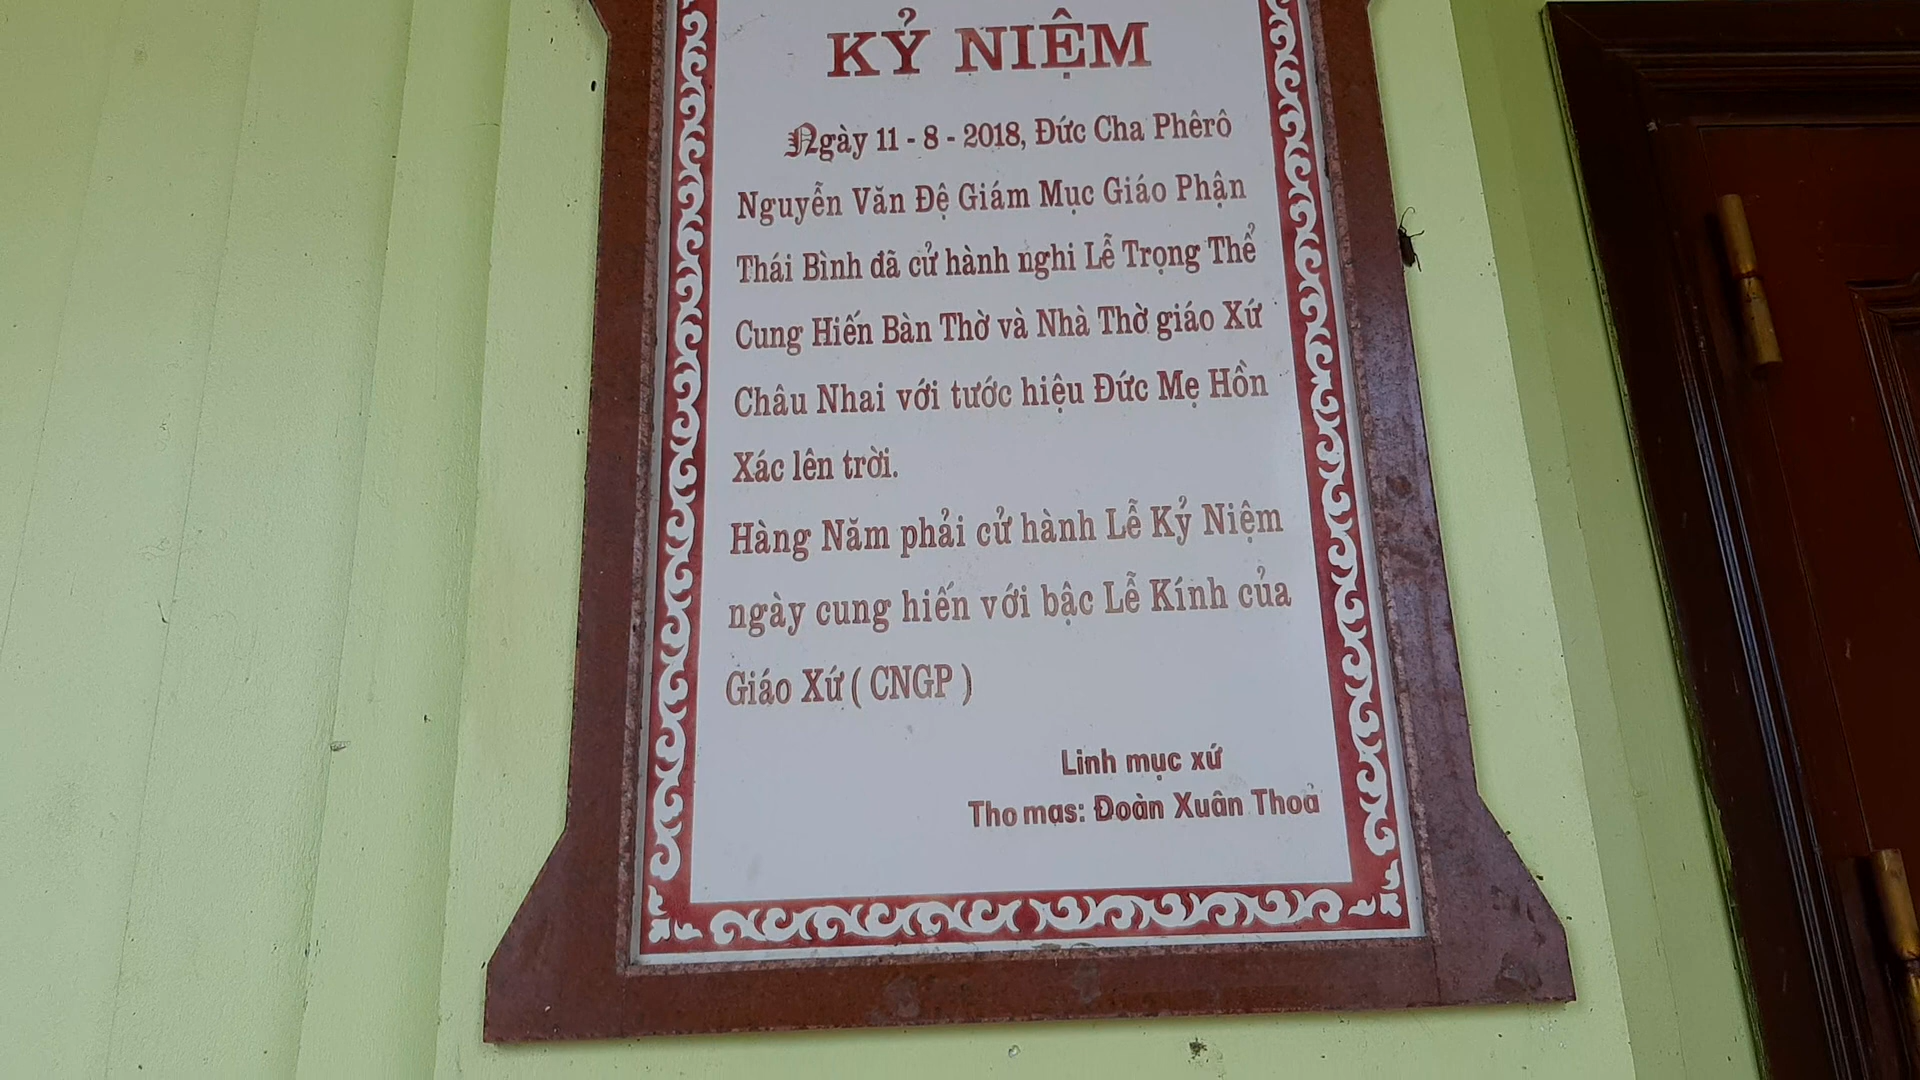 KỶ NIỆM
Ngày 11 - 8 - 2018, Đức Cha Phêrô
Nguyễn Văn Đệ Giám Mục Giáo Phận
Thái Bình đã cử hành nghi Lễ Trọng Thể
Cung Hiến Bàn Thờ và Nhà Thờ giáo Xứ
Châu Nhai với tước hiệu Đức Mẹ Hồn
Xác lên trời.
Hàng Năm phải cử hành Lễ Kỷ Niệm
ngày cung hiến với bậc Lễ Kính của
Giáo Xứ ( CNGP )
Linh mục xứ
Tho mas: Đoàn Xuân Thoả